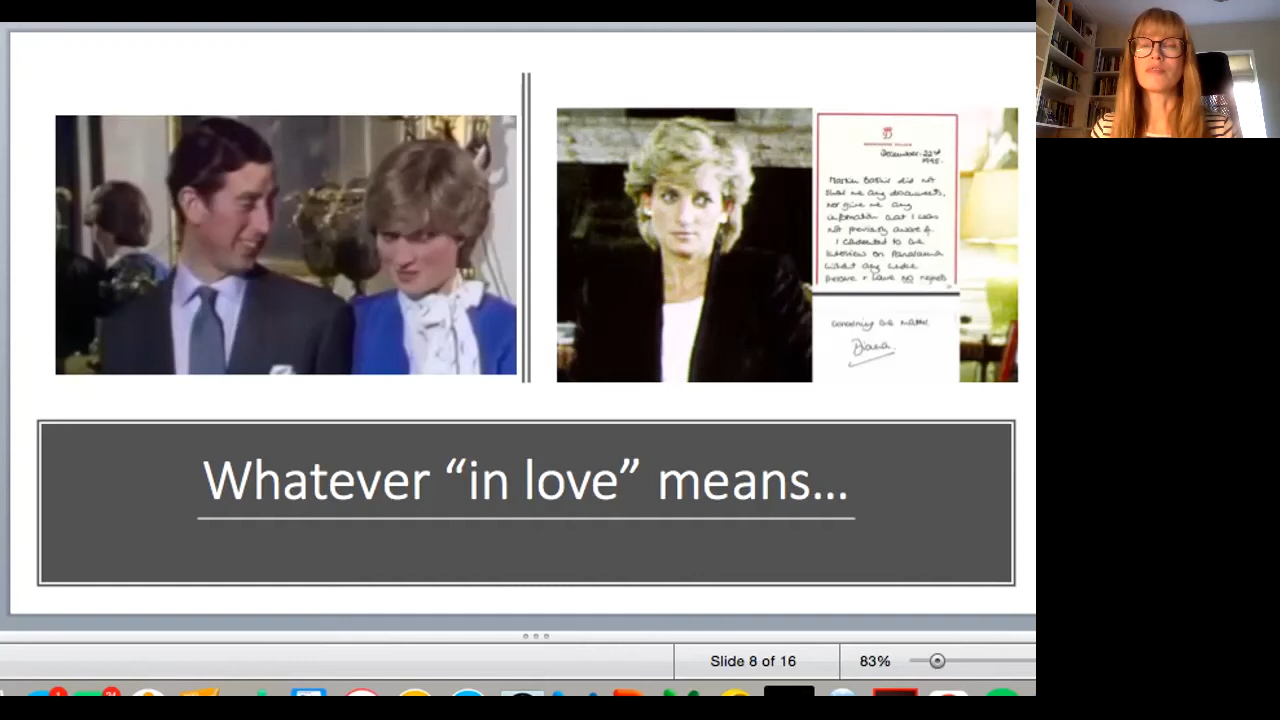 December 22nd
1995.
Martin Bashir did not
show me any documents,
nor give me any
information that I was
not previously aware of.
I consented to the
interview on Panorama
without any undue
pressure + have no regrets
concerning the matter.
Diana.
Whatever “in love” means...
Slide 8 of 16
83%